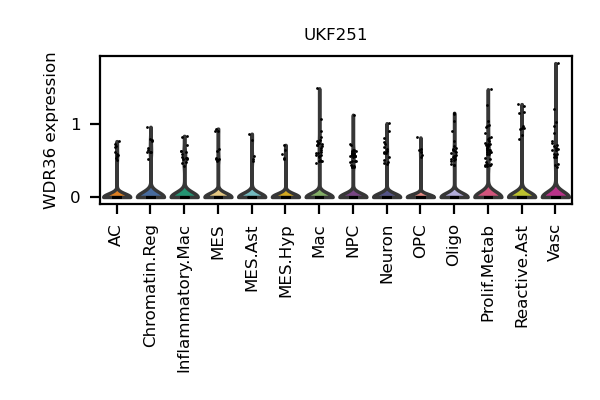 UKF251
WDR36 expression
1
0
AC
Chromatin.Reg
Inflammatory.Mac
MES
MES.Ast
MES.Hyp
Mac
NPC
Neuron
OPC
Oligo
Prolif.Metab
Reactive.Ast
Vasc